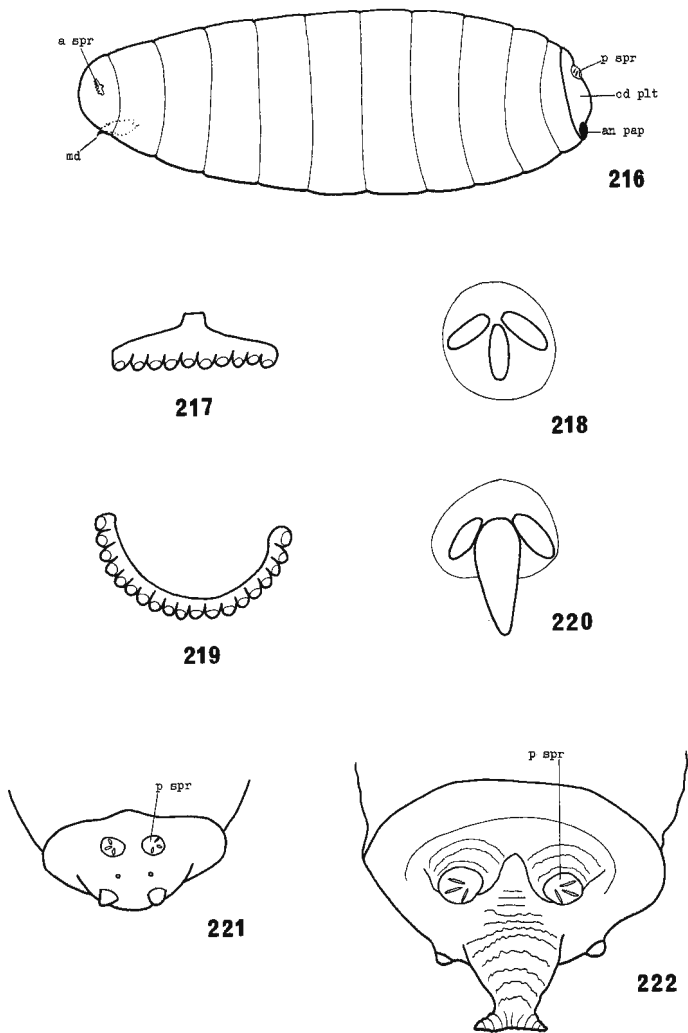 a spr
p spr
cd plt
an pap
md
216
217
218
219
220
p spr
221
p spr
222